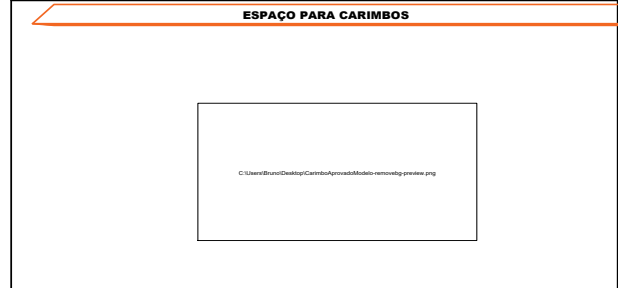 ESPAÇO PARA CARIMBOS
C:\Users\Bruno\Desktop\CarimboAprovadoModelo-removebg-preview.png